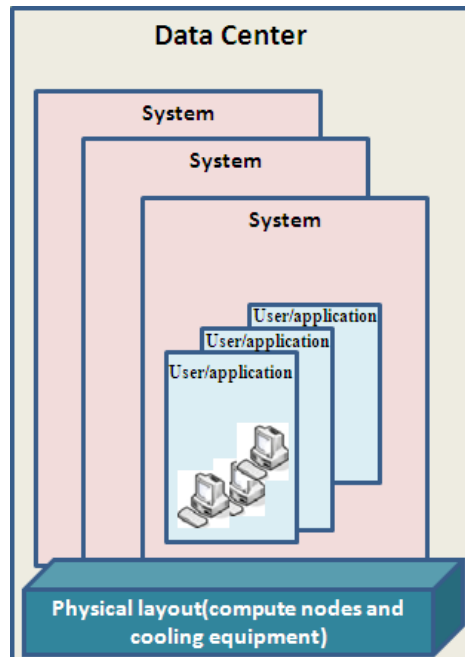 Data Center
System
System
System
User/application
User/application
User/application
Physical layout(compute nodes and
cooling equipment)